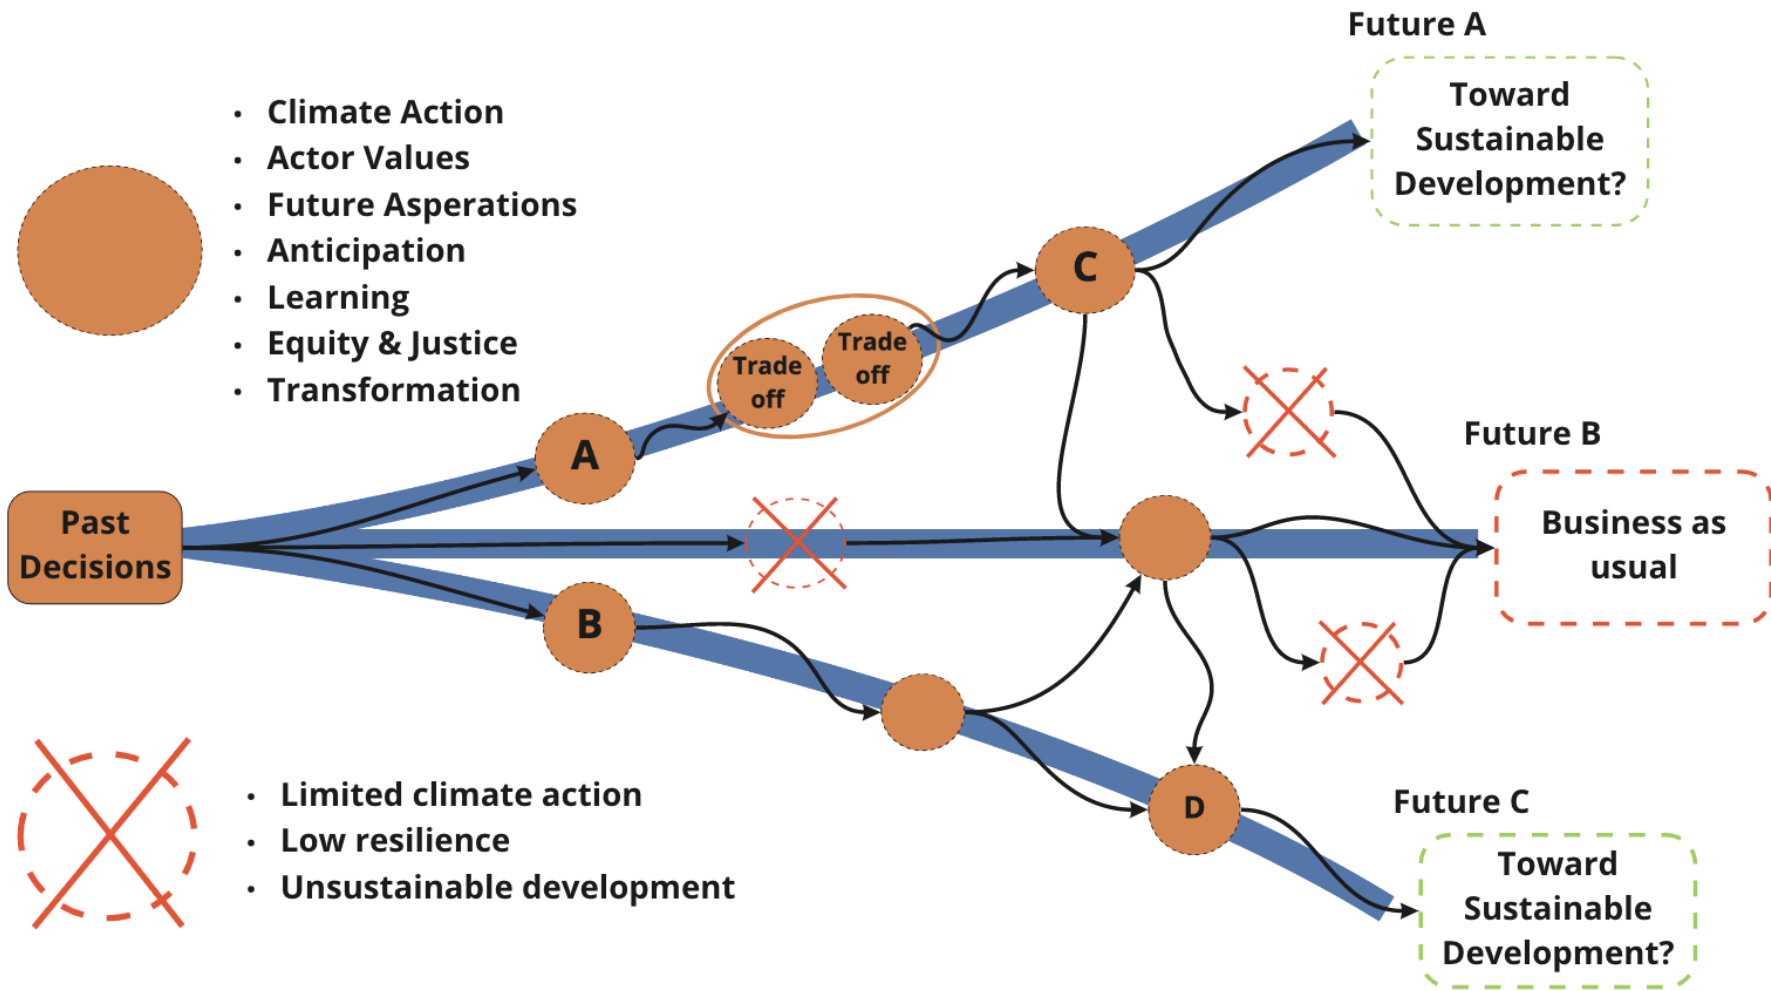 Future A
Toward
Sustainable
Development?
• Climate Action
• Actor Values
• Future Asperations
• Anticipation
• Learning
• Equity & Justice
• Transformation
C
Trade
off
Trade
off
A
Future B
Business as
usual
Past
Decisions
B
D
Future C
Toward
Sustainable
Development?
• Limited climate action
• Low resilience
• Unsustainable development